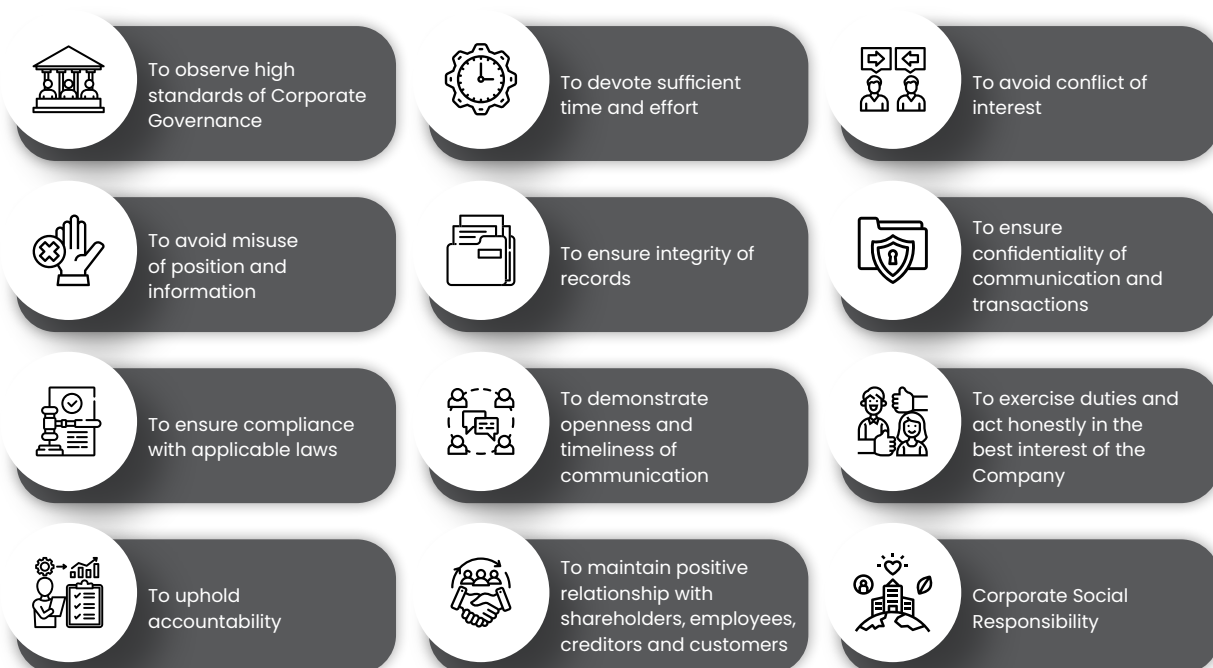 To observe high
standards of Corporate
Governance
To devote sufficient
time and effort
To avoid conflict of
interest
To avoid misuse
of position and
information
To ensure integrity of
records
To ensure
confidentiality of
communication and
transactions
To ensure compliance
with applicable laws
To demonstrate
openness and
timeliness of
communication
To exercise duties and
act honestly in the
best interest of the
Company
To uphold
accountability
To maintain positive
relationship with
shareholders, employees,
creditors and customers
Corporate Social
Responsibility